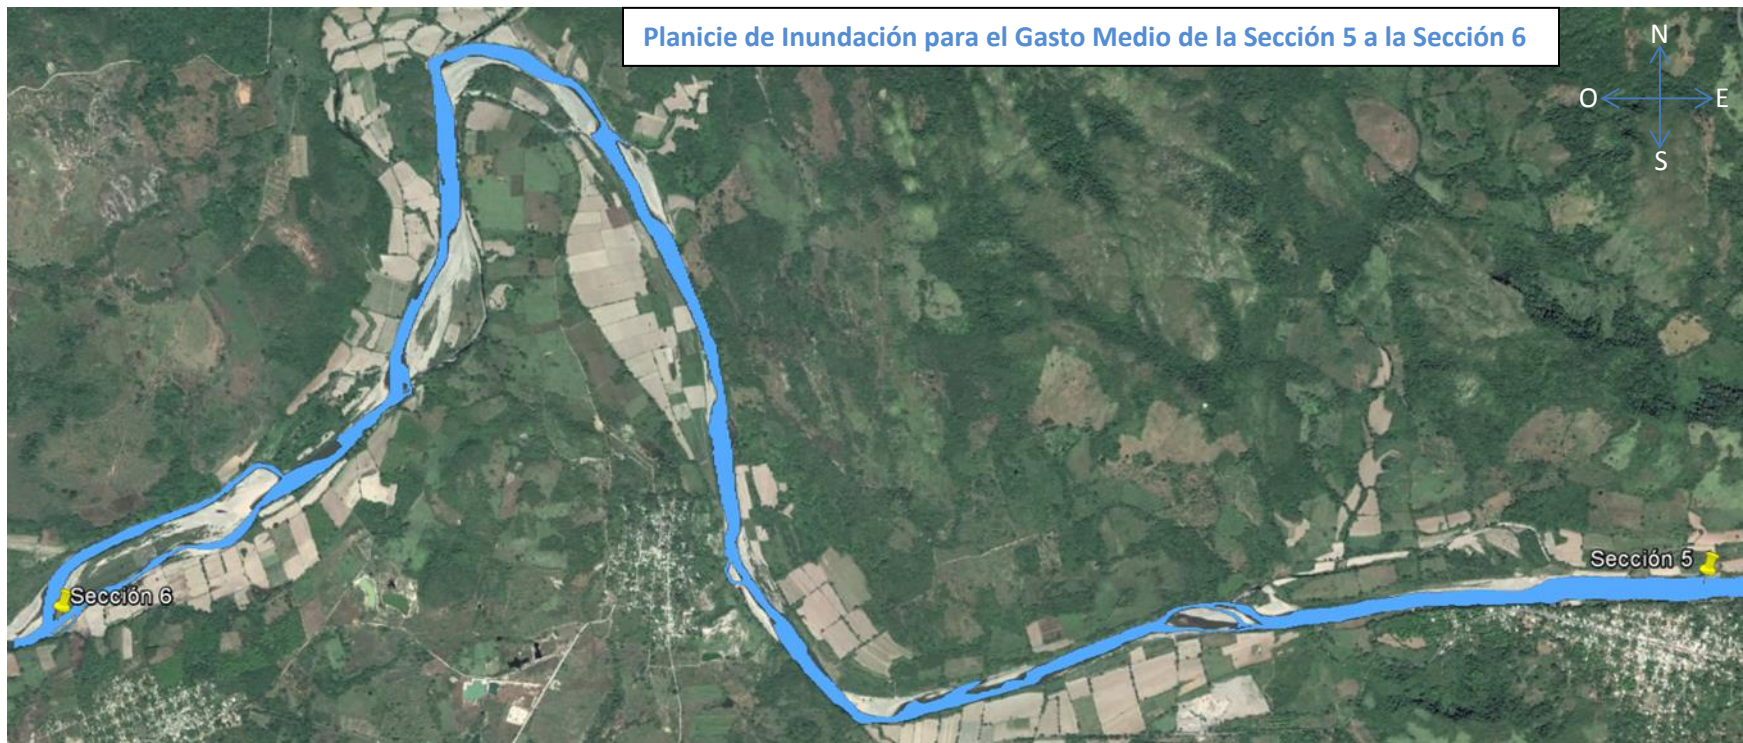 Planicie de Inundación para el Gasto Medio de la Sección 5 a la Sección 6
N
O E
S
Sección 5
Sección 6